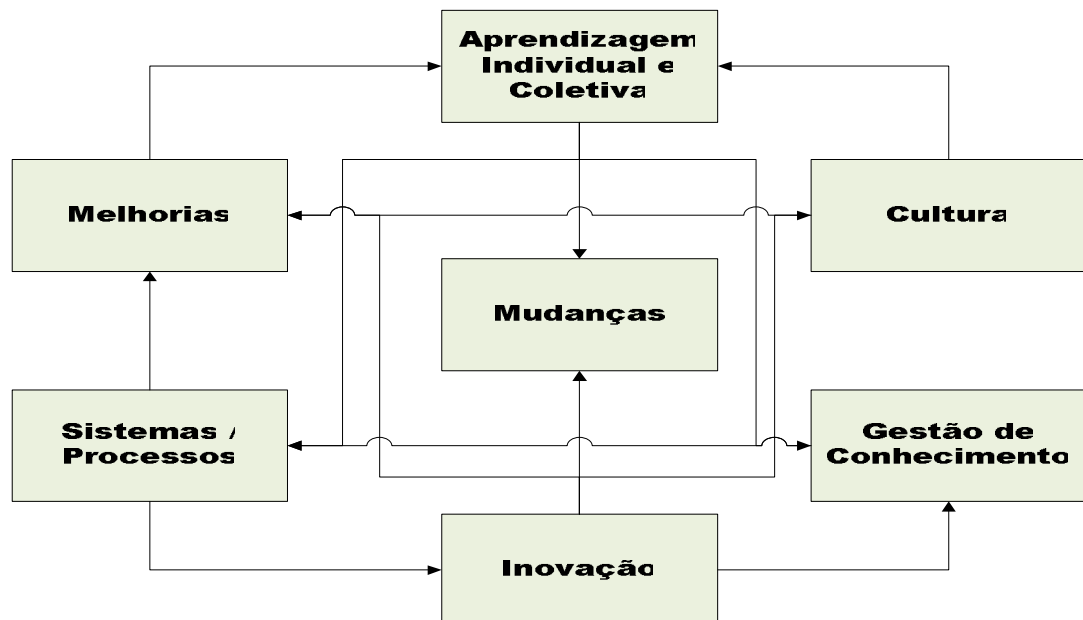 Aprendizagem
Individual e
Coletiva
Melhorias
Cultura
Mudanças
Sistemas /
Processos
Gestão de
Conhecimento
Inovação